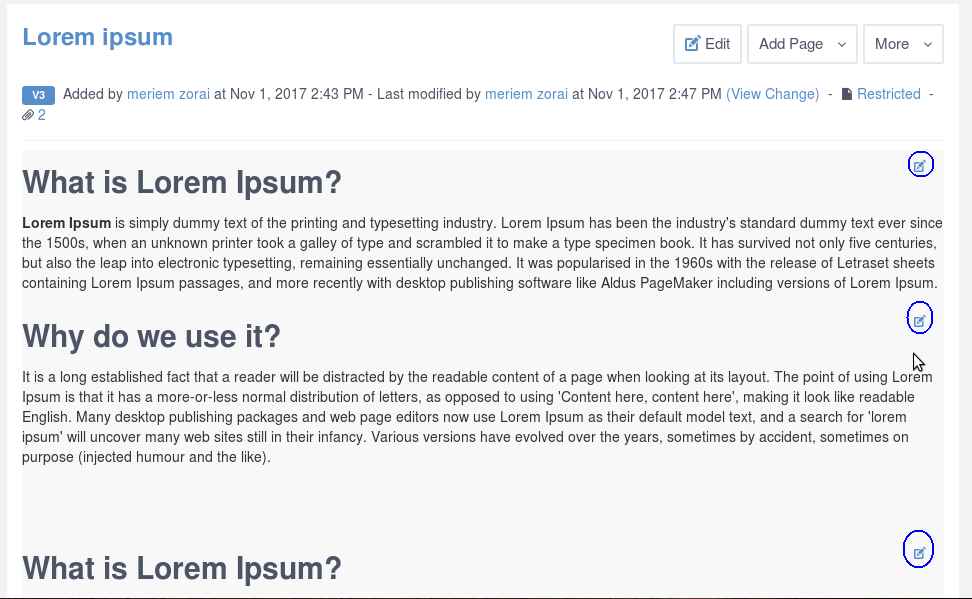 Lorem ipsum
Edit
Add Page
More
V3 Added by meriem zorai at Nov 1, 2017 2:43 PM - Last modified by meriem zorai at Nov 1, 2017 2:47 PM (View Change) - Restricted -
2
What is Lorem Ipsum?
Lorem Ipsum is simply dummy text of the printing and typesetting industry. Lorem Ipsum has been the industry's standard dummy text ever since
the 1500s, when an unknown printer took a galley of type and scrambled it to make a type specimen book. It has survived not only five centuries,
but also the leap into electronic typesetting, remaining essentially unchanged. It was popularised in the 1960s with the release of Letraset sheets
containing Lorem Ipsum passages, and more recently with desktop publishing software like Aldus PageMaker including versions of Lorem Ipsum.
Why do we use it?
It is a long established fact that a reader will be distracted by the readable content of a page when looking at its layout. The point of using Lorem
Ipsum is that it has a more-or-less normal distribution of letters, as opposed to using 'Content here, content here', making it look like readable
English. Many desktop publishing packages and web page editors now use Lorem Ipsum as their default model text, and a search for 'lorem
ipsum' will uncover many web sites still in their infancy. Various versions have evolved over the years, sometimes by accident, sometimes on
purpose (injected humour and the like).
What is Lorem Ipsum?